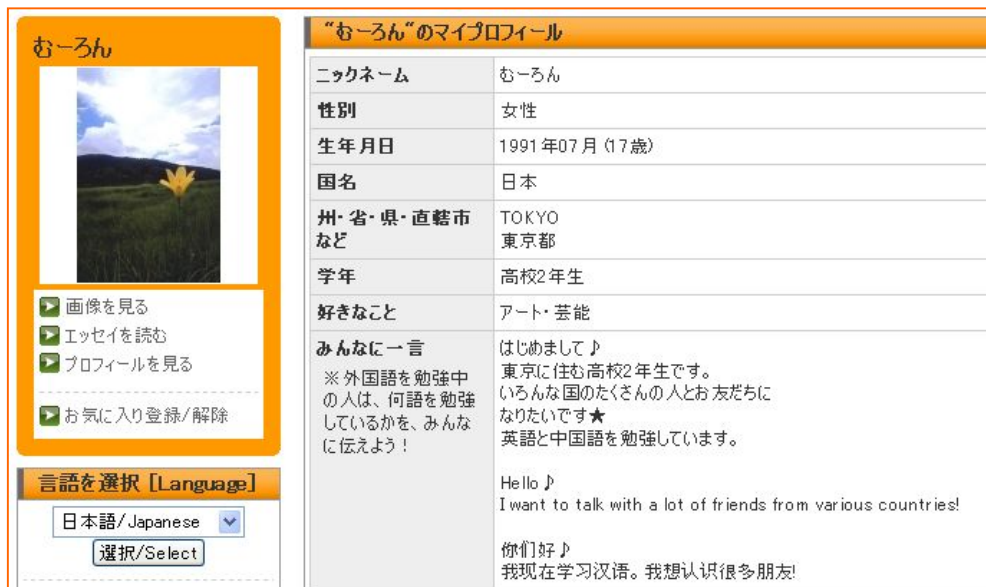 むーろん
画像を見る
エッセイを読む
プロフィールを見る
お気に入り登録/解除
言語を選択 [Language]
日本語/Japanese
選択/Select
“むーろん“のマイプロフィール
ニックネーム
むーろん
性別
女性
生年月日
1991年07月 (17歳)
国名
日本
州・省・県・直轄市
など
TOKYO
東京都
学年
高校2年生
好きなこと
アート・芸能
みんなに一言
※外国語を勉強中
の人は、何語を勉強
しているかを、みんな
に伝えよう!
はじめまして♪
東京に住む高校2年生です。
いろんな国のたくさんの人とお友だちに
なりたいです★
英語と中国語を勉強しています。
Hello♪
I want to talk with a lot of friends from various countries!
你们好♪
我现在学习汉语。我想认识很多朋友!